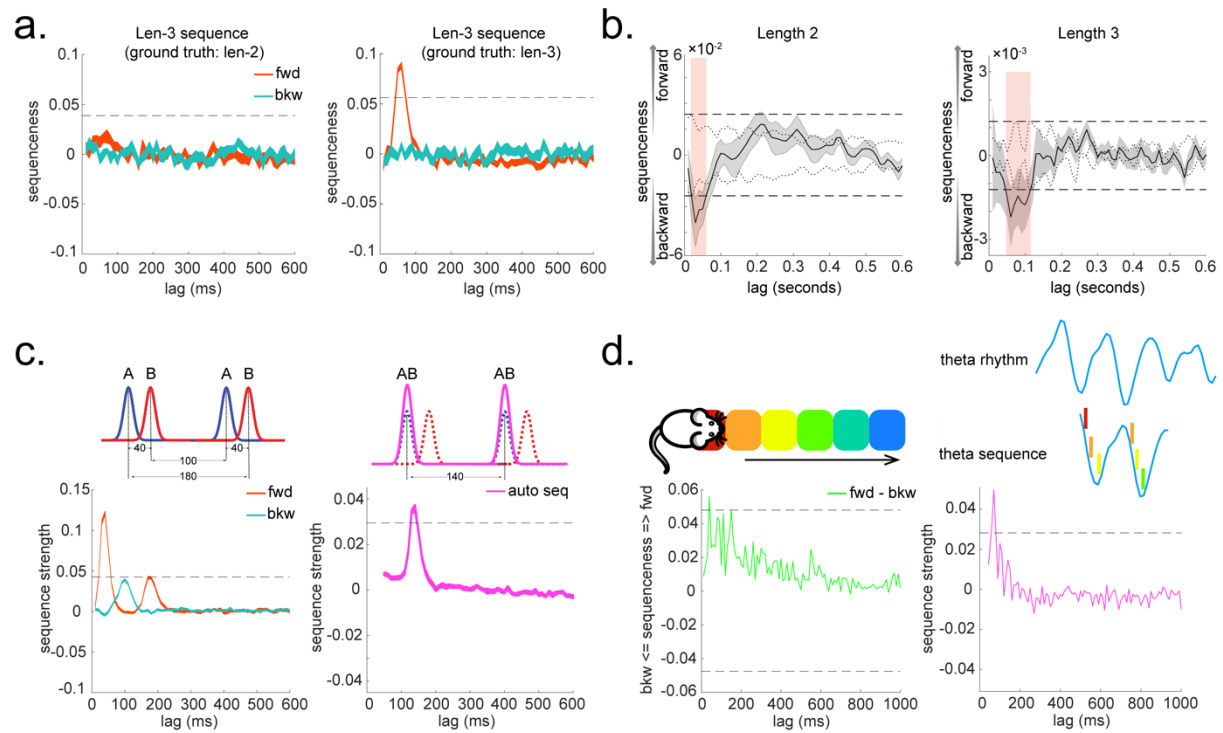 a.
Len-3 sequence
(ground truth: len-2)
fwd
bkw
sequenceness
0.1
0.05
0
-0.05
-0.1
0 100 200 300 400 500 600
lag (ms)
Len-3 sequence
(ground truth: len-3)
sequenceness
0.1
0.05
0
-0.05
-0.1
0 100 200 300 400 500 600
lag (ms)
b.
Length 2
×10-2
forward
backward
sequenceness
6
0
-6
0 0.1 0.2 0.3 0.4 0.5 0.6
lag (seconds)
Length 3
×10-3
forward
backward
sequenceness
3
0
-3
0 0.1 0.2 0.3 0.4 0.5 0.6
lag (seconds)
c.
A B A B
40 40
100
180
fwd
bkw
sequence strength
0.15
0.1
0.05
0
-0.05
-0.1
0 100 200 300 400 500 600
lag (ms)
AB AB
140
auto seq
sequence strength
0.04
0.02
0
-0.02
-0.04
0 100 200 300 400 500 600
lag (ms)
d.
fwd - bkw
bkw <= sequenceness => fwd
0.06
0.04
0.02
0
-0.02
-0.04
-0.06
0 200 400 600 800 1000
lag (ms)
theta rhythm
theta sequence
sequence strength
0.04
0.02
0
-0.02
-0.04
0 200 400 600 800 1000
lag (ms)